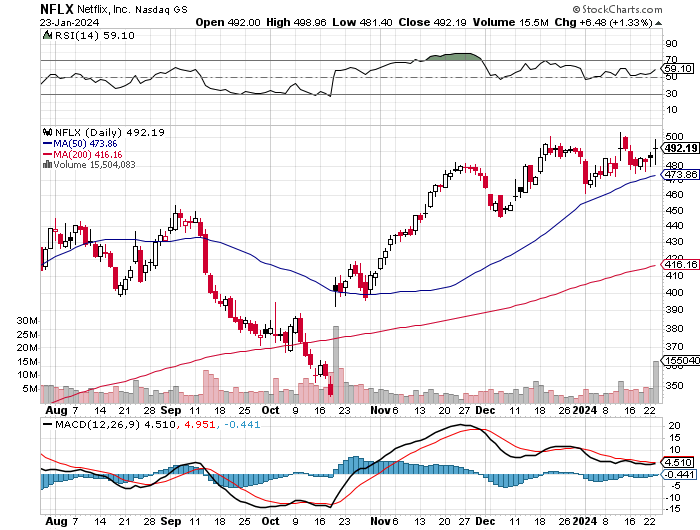 NFLX Netflix, Inc. Nasdaq GS © StockCharts.com
23-Jan-2024 Open 492.00 High 498.96 Low 481.40 Close 492.19 Volume 15.5M Chg +6.48 (+1.33%)
RSI(14) 59.10
90
70
59.10
50
30
10
NFLX (Daily) 492.19
MA(50) 473.86
MA(200) 416.16
Volume 15,504,083
500
492.19
480
473.86
460
450
440
430
420
416.16
410
400
390
380
370
155040
350
30M
25M
20M
15M
10M
5M
Aug 7 14 21 28 Sep 11 18 25 Oct 9 16 23 Nov 6 13 20 27 Dec 11 18 26 2024 8 16 22
MACD(12,26,9) 4.510, 4.951, -0.441
20
15
10
4.510
-0.441
-5
-10
-15
Aug 7 14 21 28 Sep 11 18 25 Oct 9 16 23 Nov 6 13 20 27 Dec 11 18 26 2024 8 16 22